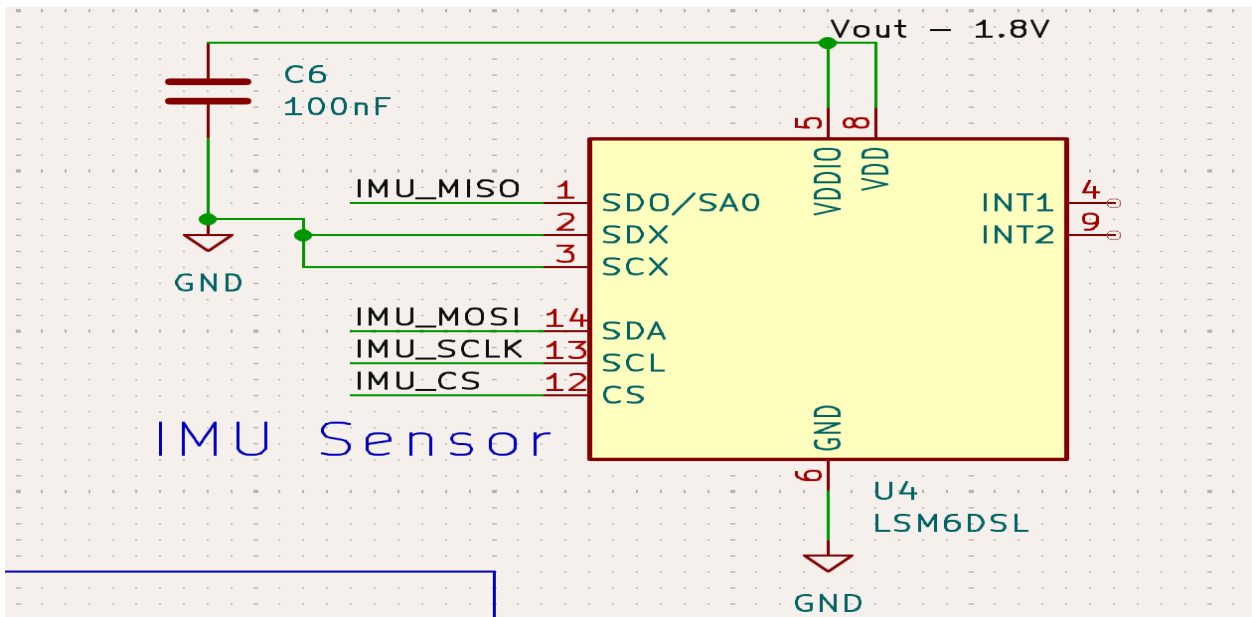 Vout – 1.8V
C6
100nF
5
8
VDDIO
VDD
IMU_MISO
1
SDO/SA0
INT1
4
2
SDX
INT2
9
3
SCX
GND
IMU_MOSI
14
SDA
IMU_SCLK
13
SCL
IMU_CS
12
CS
GND
IMU Sensor
6
U4
LSM6DSL
GND